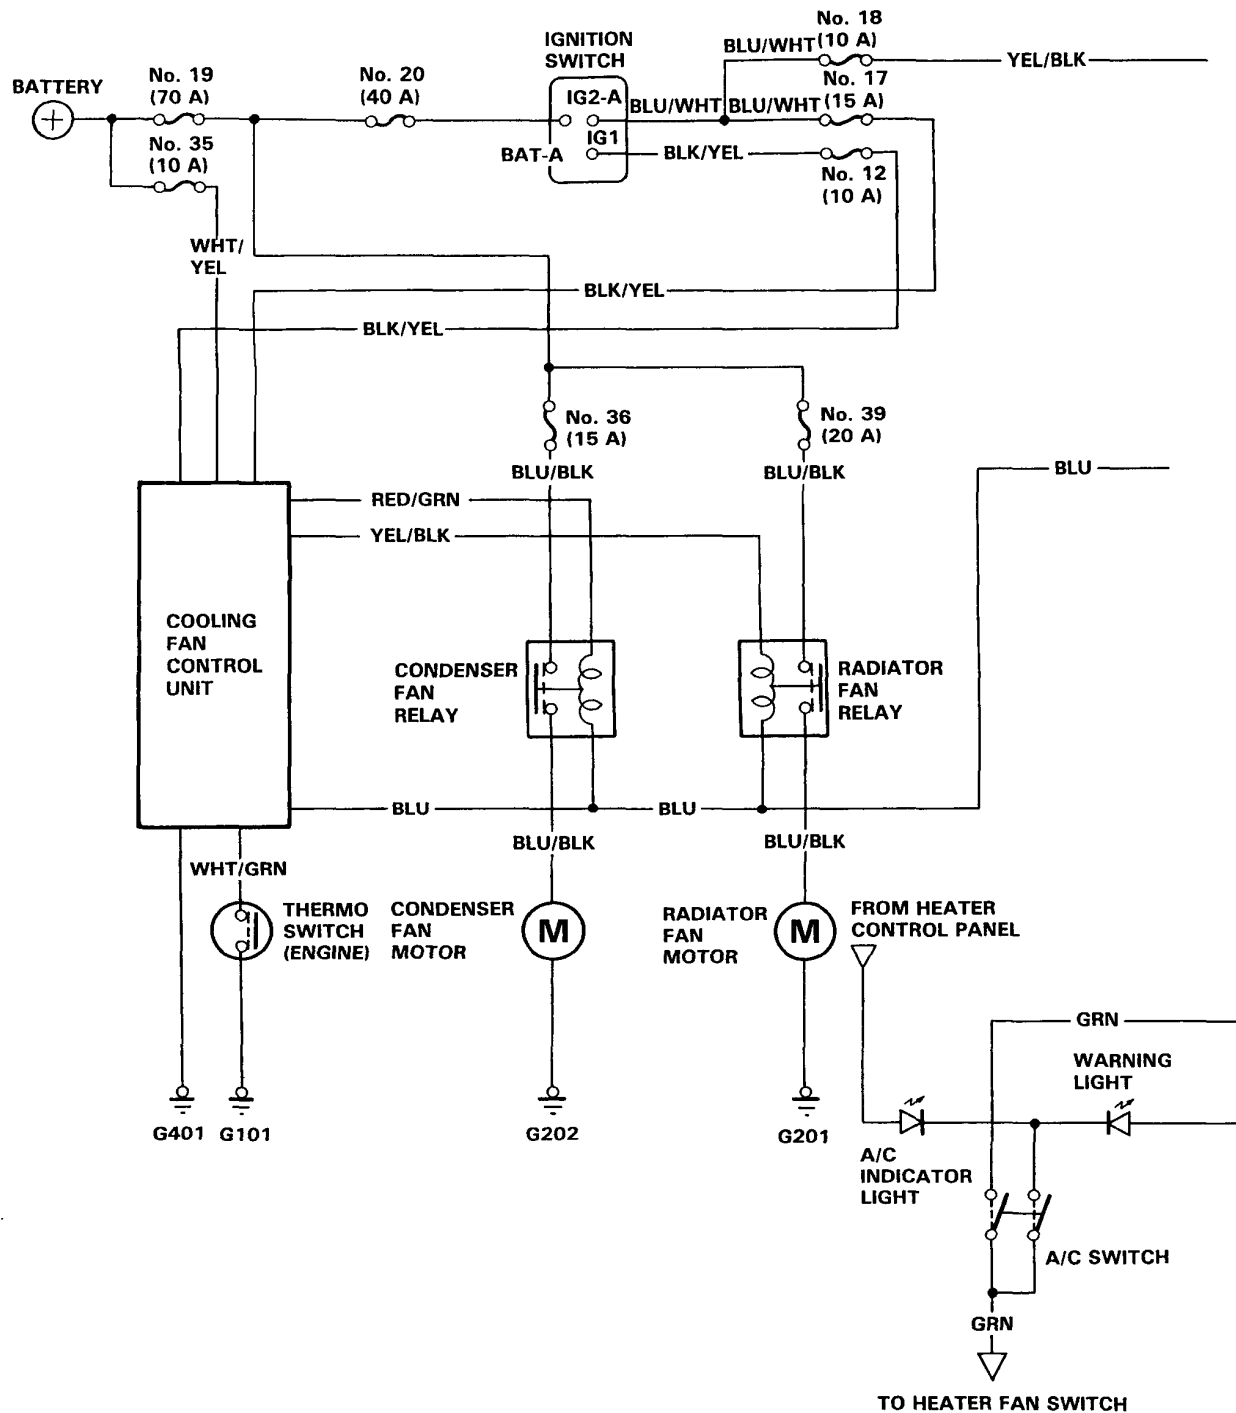 No. 18
(10 A)
IGNITION
SWITCH
BLU/WHT
YEL/BLK
BATTERY
No. 19
(70 A)
No. 20
(40 A)
No. 17
(15 A)
IG2-A
BLU/WHT
BLU/WHT
IG1
No. 35
(10 A)
BAT-A
BLK/YEL
No. 12
(10 A)
WHT/
YEL
BLK/YEL
BLK/YEL
No. 36
(15 A)
No. 39
(20 A)
BLU/BLK
BLU/BLK
BLU
RED/GRN
YEL/BLK
COOLING
FAN
CONTROL
UNIT
CONDENSER
FAN
RELAY
RADIATOR
FAN
RELAY
BLU
BLU
BLU/BLK
BLU/BLK
WHT/GRN
THERMO
SWITCH
(ENGINE)
CONDENSER
FAN
MOTOR
M
RADIATOR
FAN
MOTOR
M
FROM HEATER
CONTROL PANEL
GRN
WARNING
LIGHT
G401
G101
G202
G201
A/C
INDICATOR
LIGHT
A/C SWITCH
GRN
TO HEATER FAN SWITCH